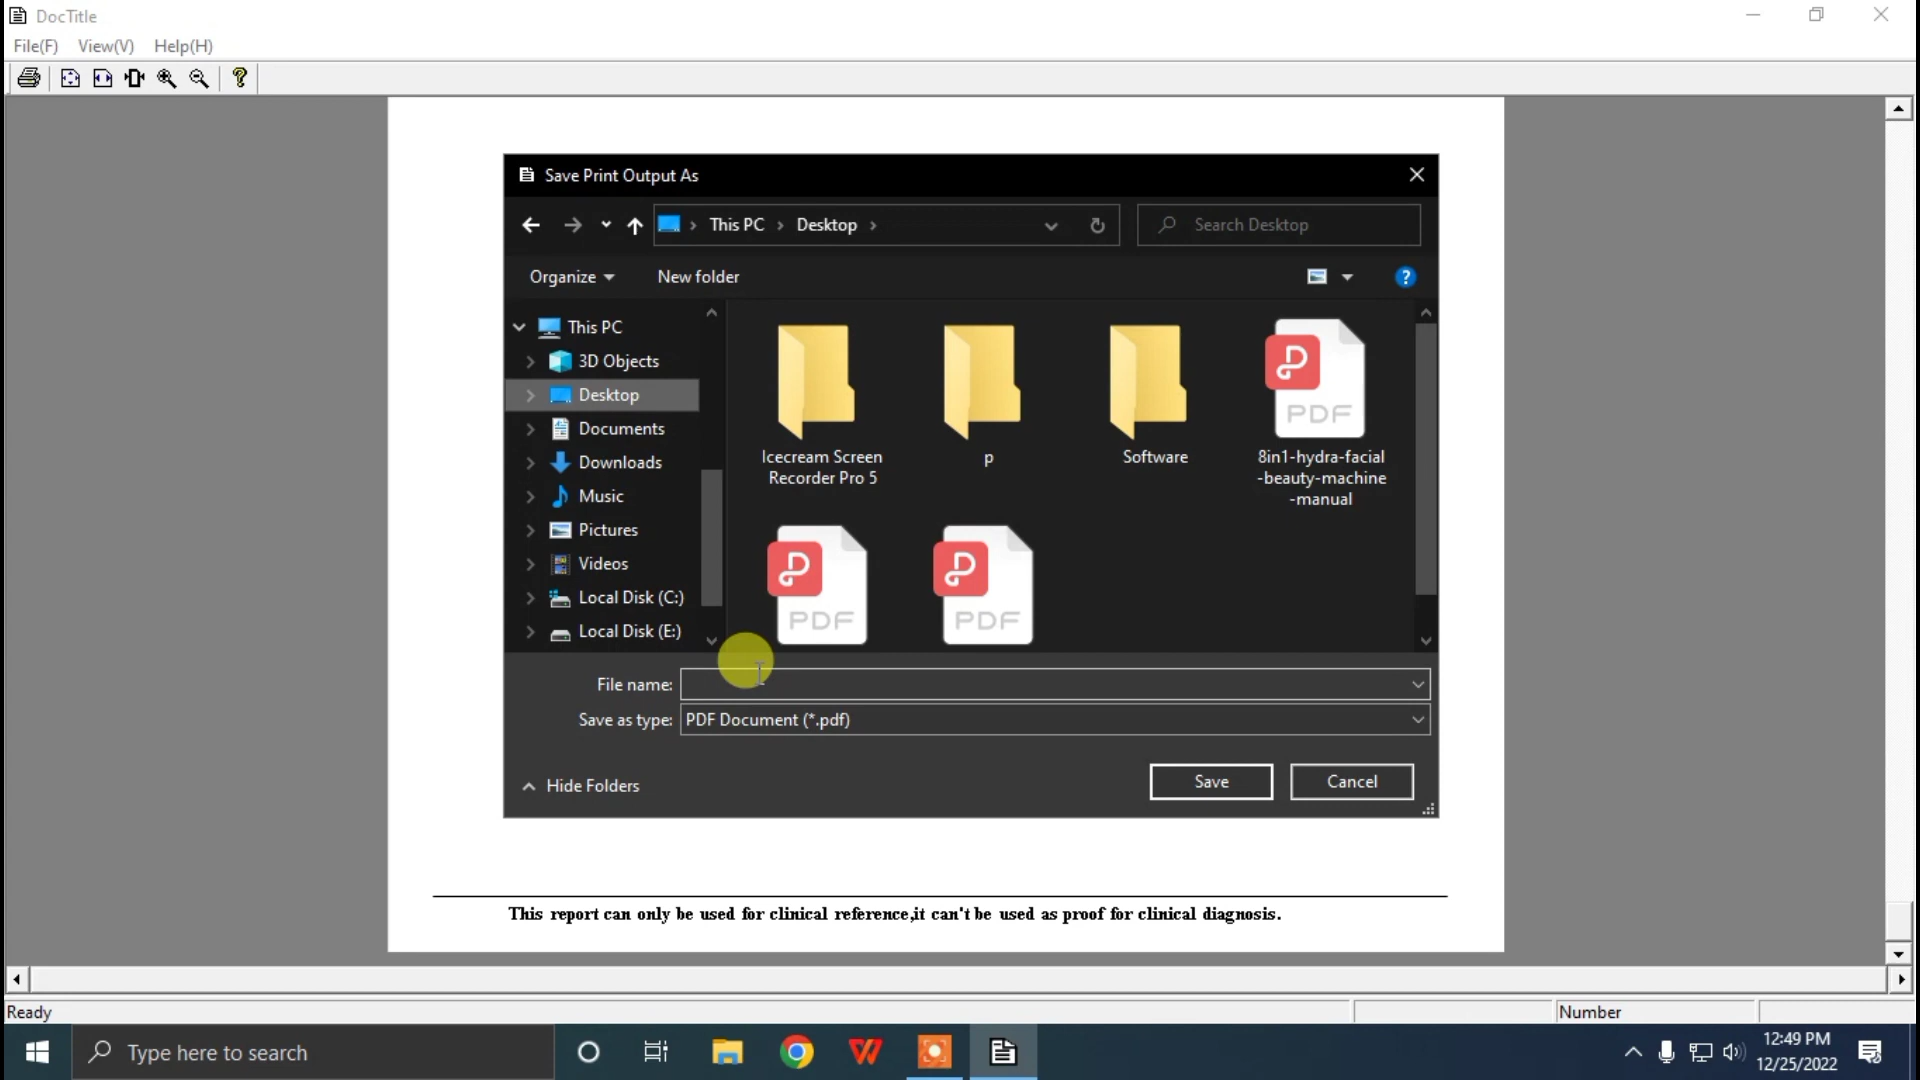 DocTitle
File(F) View(V) Help(H)
Save Print Output As
This PC Desktop
Search Desktop
Organize New folder
This PC
3D Objects
Desktop
Documents
Downloads
Music
Pictures
Videos
Local Disk (C:)
Local Disk (E:)
Icecream Screen
Recorder Pro 5
p
Software
PDF
8in1-hydra-facial
-beauty-machine
-manual
PDF
PDF
File name:
Save as type: PDF Document (*.pdf)
Hide Folders
Save Cancel
This report can only be used for clinical reference,it can't be used as proof for clinical diagnosis.
Ready
Number
Type here to search
12:49 PM
12/25/2022